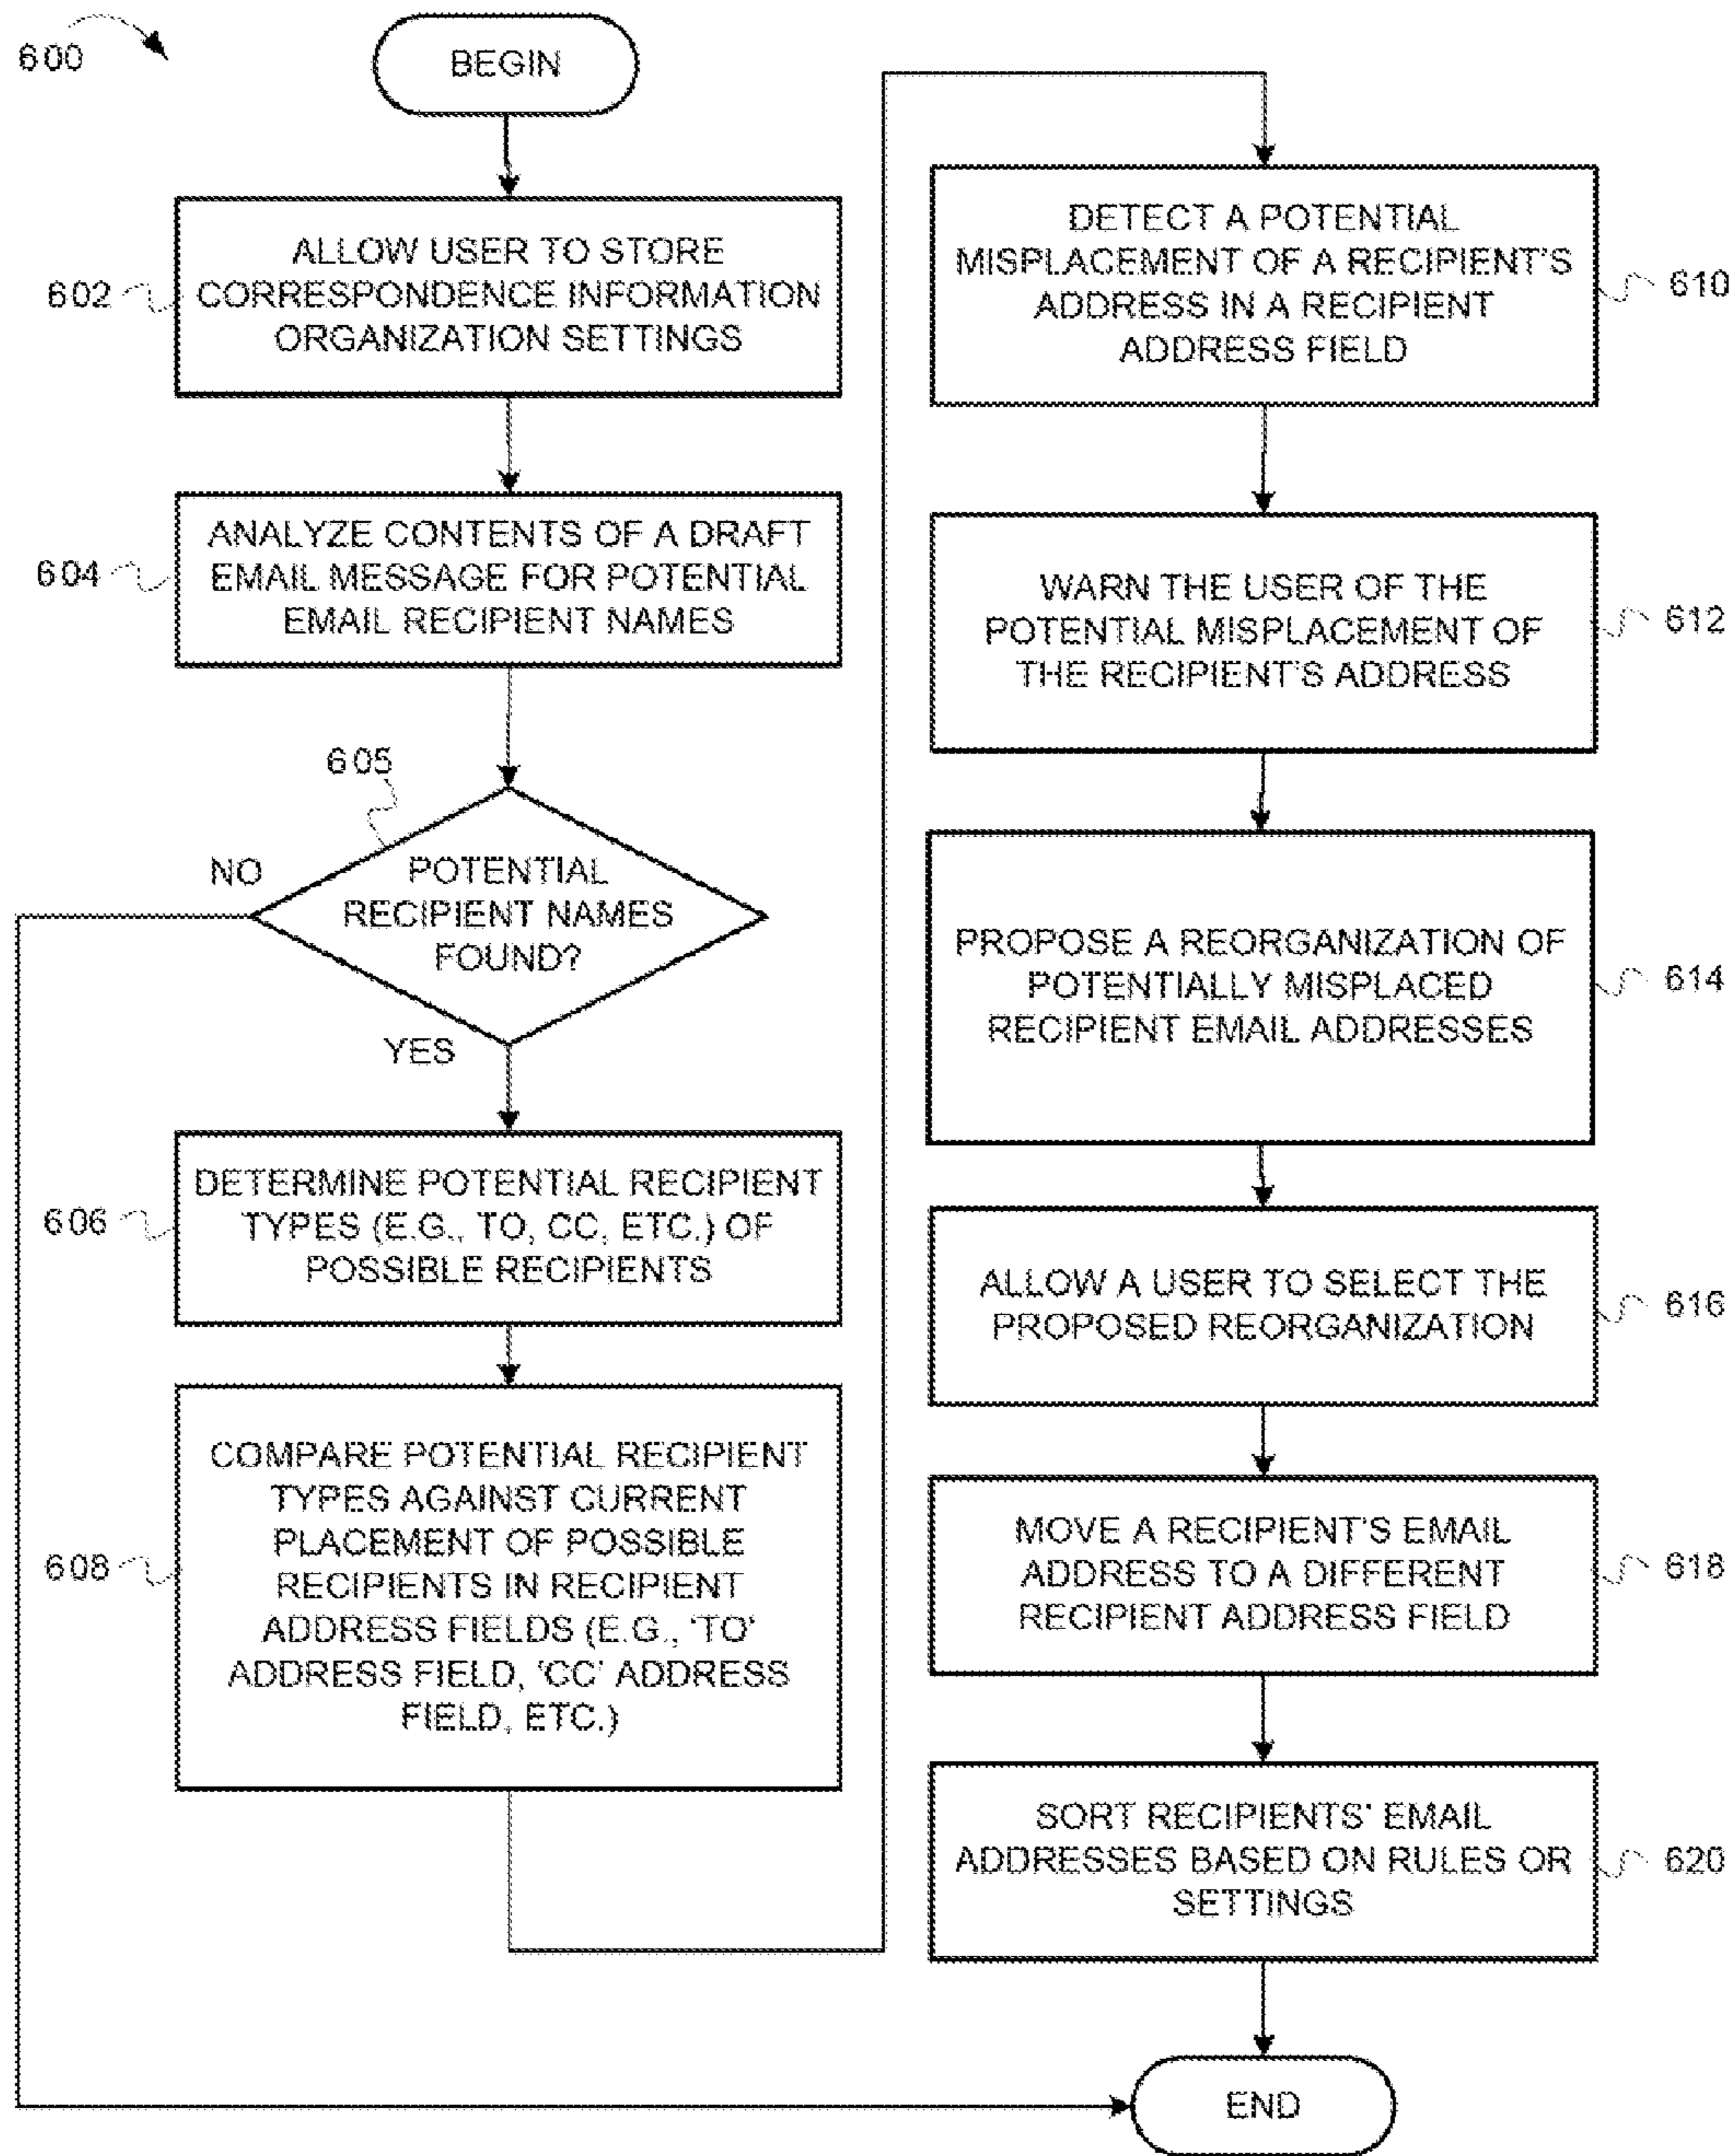 600
BEGIN
602
ALLOW USER TO STORE
CORRESPONDENCE INFORMATION
ORGANIZATION SETTINGS
604
ANALYZE CONTENTS OF A DRAFT
EMAIL MESSAGE FOR POTENTIAL
EMAIL RECIPIENT NAMES
605
NO
POTENTIAL
RECIPIENT NAMES
FOUND?
YES
606
DETERMINE POTENTIAL RECIPIENT
TYPES (E.G., TO, CC, ETC.) OF
POSSIBLE RECIPIENTS
608
COMPARE POTENTIAL RECIPIENT
TYPES AGAINST CURRENT
PLACEMENT OF POSSIBLE
RECIPIENTS IN RECIPIENT
ADDRESS FIELDS (E.G., 'TO'
ADDRESS FIELD, 'CC' ADDRESS
FIELD, ETC.)
DETECT A POTENTIAL
MISPLACEMENT OF A RECIPIENT'S
ADDRESS IN A RECIPIENT
ADDRESS FIELD
610
WARN THE USER OF THE
POTENTIAL MISPLACEMENT OF
THE RECIPIENT'S ADDRESS
612
PROPOSE A REORGANIZATION OF
POTENTIALLY MISPLACED
RECIPIENT EMAIL ADDRESSES
614
ALLOW A USER TO SELECT THE
PROPOSED REORGANIZATION
616
MOVE A RECIPIENT'S EMAIL
ADDRESS TO A DIFFERENT
RECIPIENT ADDRESS FIELD
618
SORT RECIPIENTS' EMAIL
ADDRESSES BASED ON RULES OR
SETTINGS
620
END